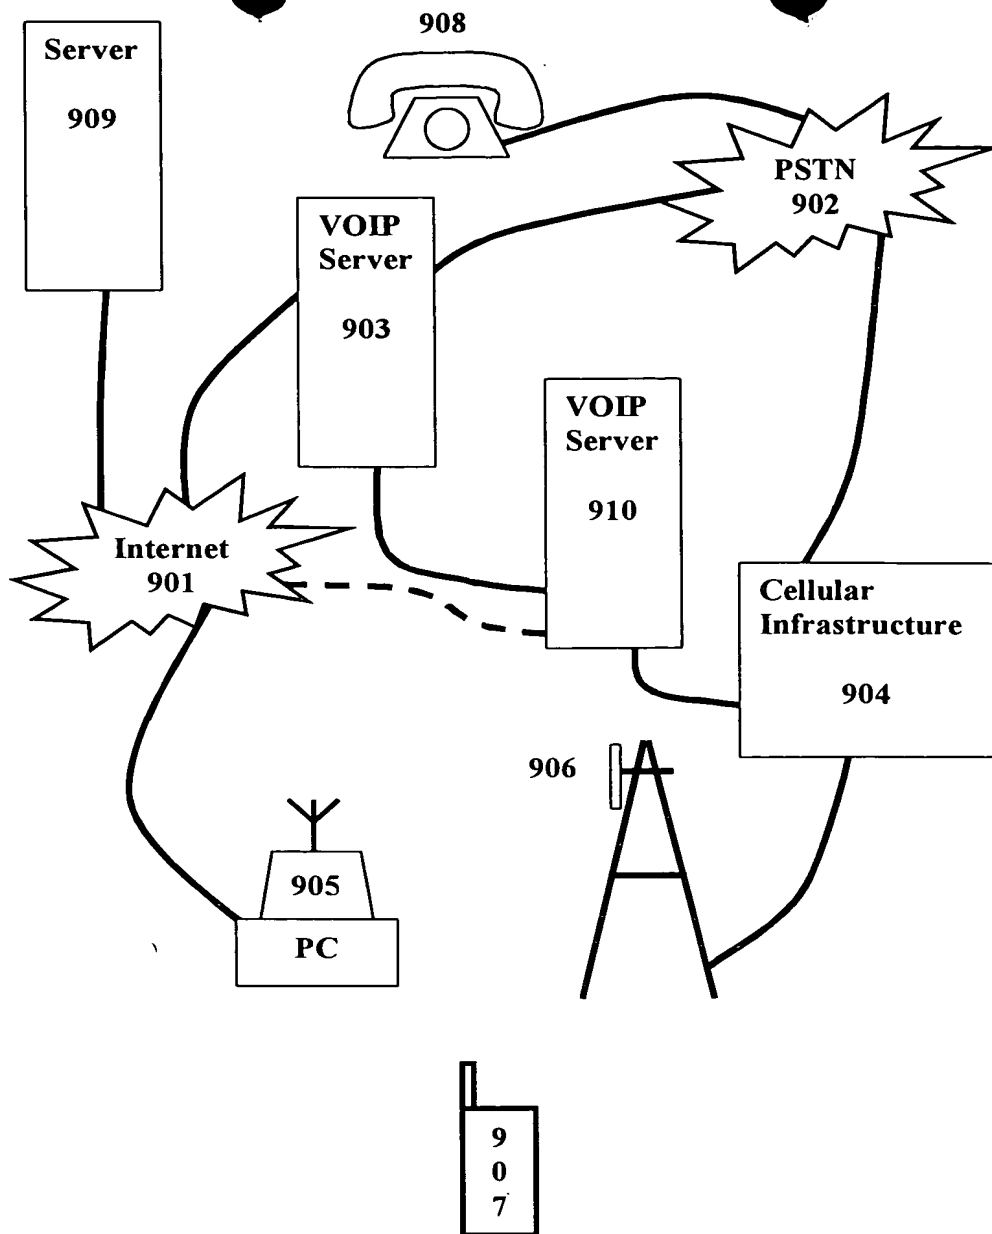 908
Server
909
PSTN
902
VOIP
Server
903
VOIP
Server
910
Internet
901
Cellular
Infrastructure
904
906
905
PC
9
0
7